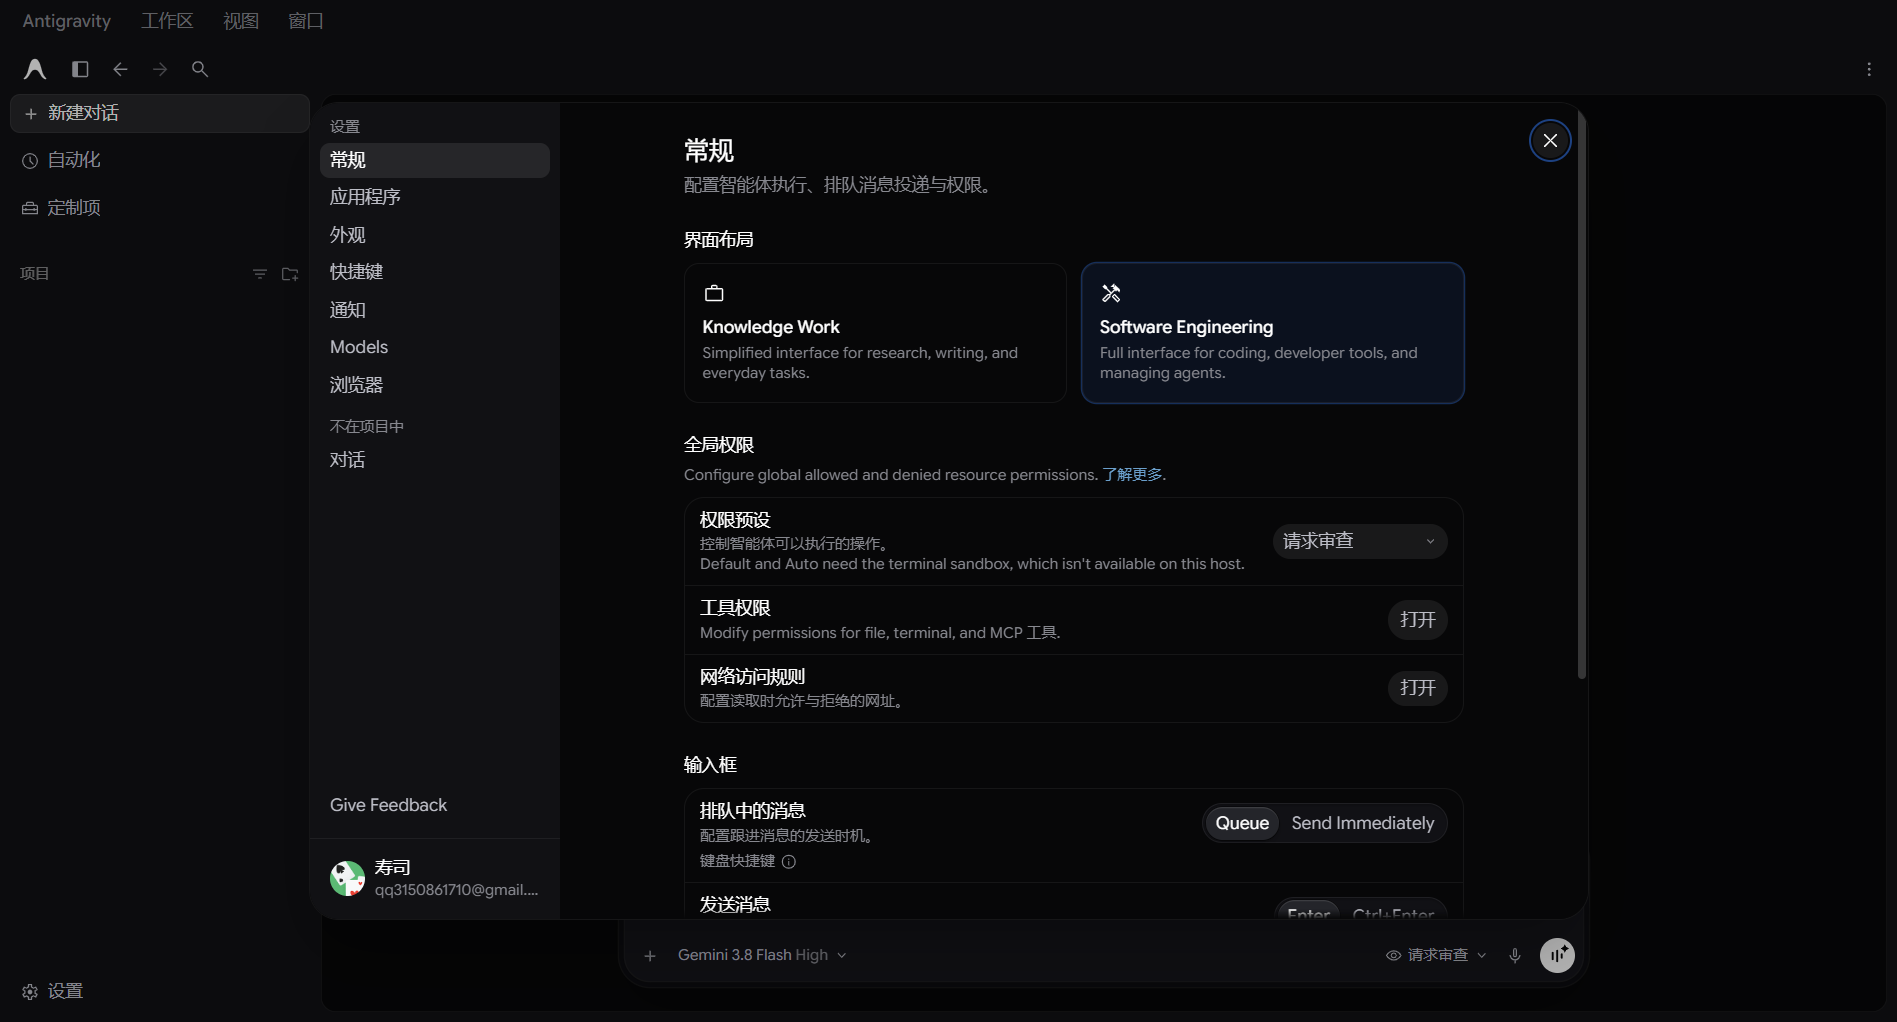 Antigravity 工作区 视图 窗口
新建对话
自动化
定制项
项目
设置
设置
常规
应用程序
外观
快捷键
通知
Models
浏览器
不在项目中
对话
Give Feedback
寿司
qq3150861710@gmail....
常规
配置智能体执行、排队消息投递与权限。
界面布局
Knowledge Work
Simplified interface for research, writing, and
everyday tasks.
Software Engineering
Full interface for coding, developer tools, and
managing agents.
全局权限
Configure global allowed and denied resource permissions. 了解更多.
权限预设
控制智能体可以执行的操作。
Default and Auto need the terminal sandbox, which isn't available on this host.
请求审查
工具权限
Modify permissions for file, terminal, and MCP 工具.
打开
网络访问规则
配置读取时允许与拒绝的网址。
打开
输入框
排队中的消息
配置跟进消息的发送时机。
键盘快捷键
Queue Send Immediately
发送消息
Enter Ctrl+Enter
Gemini 3.8 Flash High
请求审查